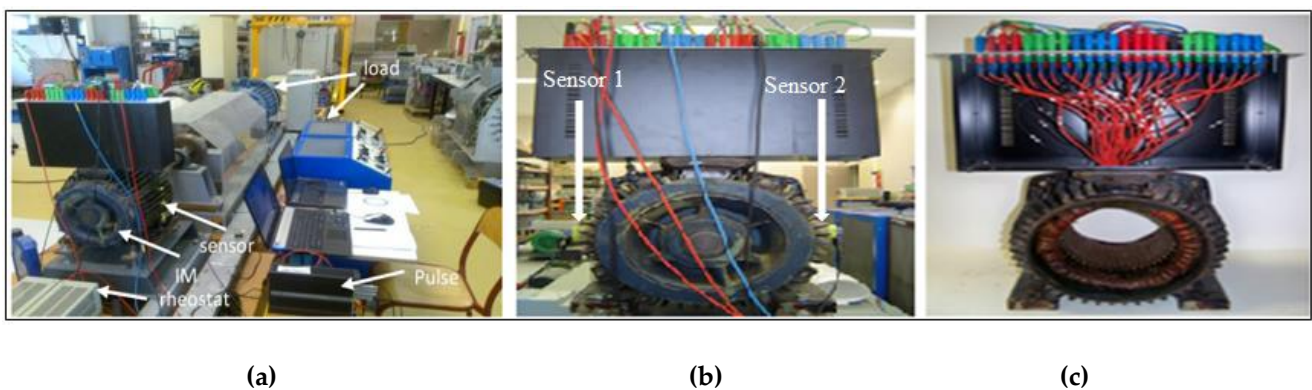 load
sensor
IM
rheostat
Pulse
Sensor 1
Sensor 2
(a)
(b)
(c)